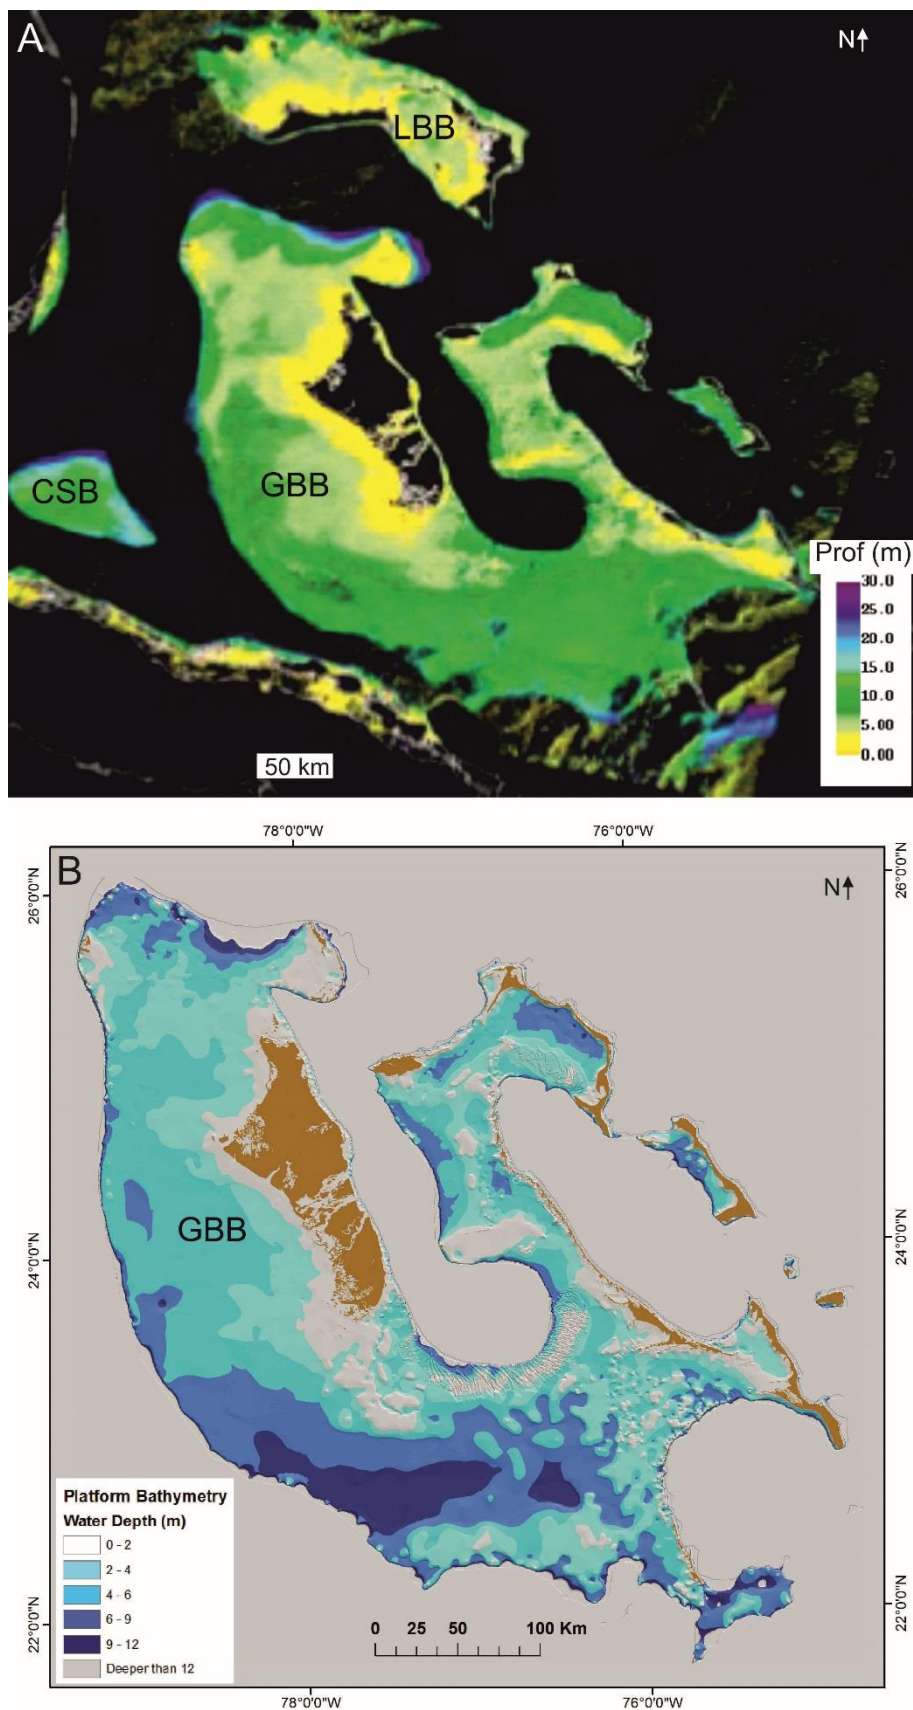 A
N↑
LBB
CSB
GBB
Prof (m)
30.0
25.0
20.0
15.0
10.0
5.00
0.00
50 km
78°0'0"W
76°0'0"W
B
N↑
26°0'0"N
26°0'0"N
24°0'0"N
24°0'0"N
GBB
22°0'0"N
22°0'0"N
Platform Bathymetry
Water Depth (m)
0 - 2
2 - 4
4 - 6
6 - 9
9 - 12
Deeper than 12
0 25 50 100 Km
78°0'0"W
76°0'0"W